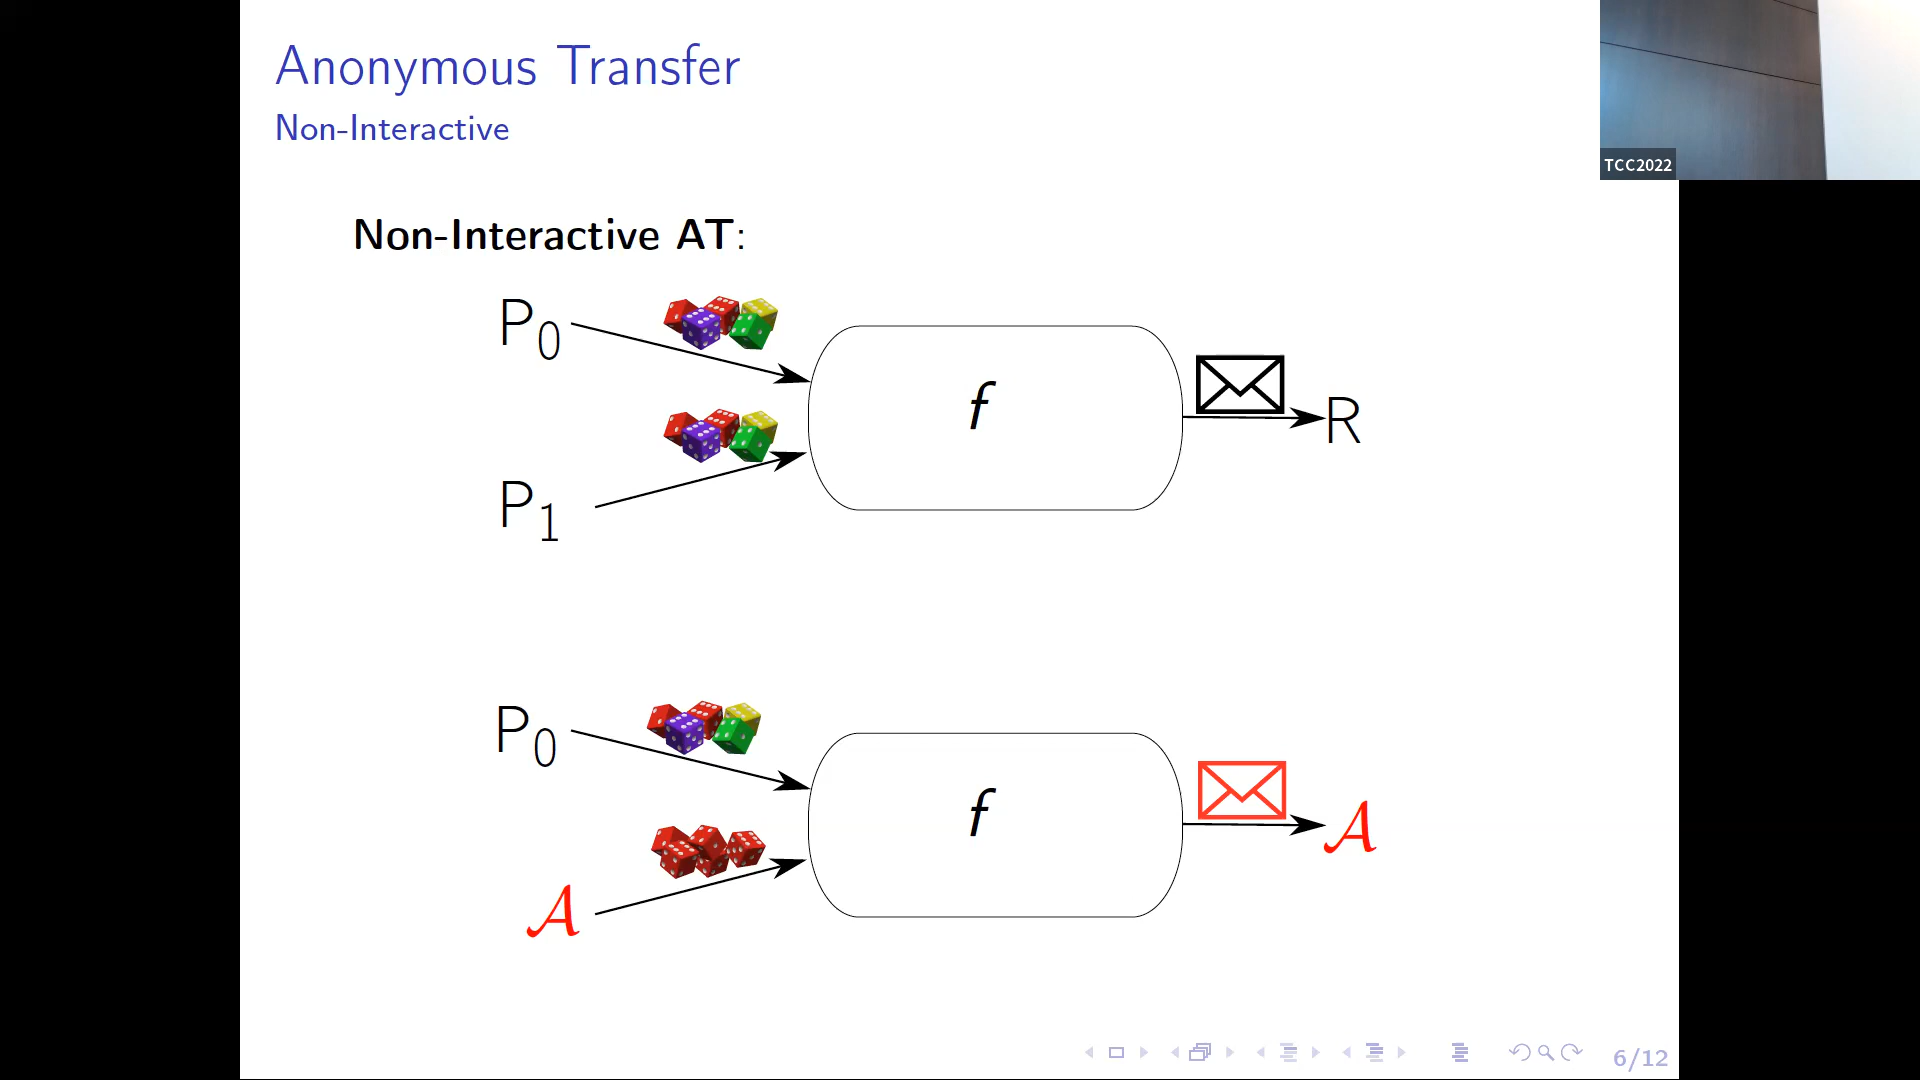 Anonymous Transfer
Non-Interactive
TCC2022
Non-Interactive AT:
P0
f
R
P1
P0
f
𝒜
𝒜
6/12